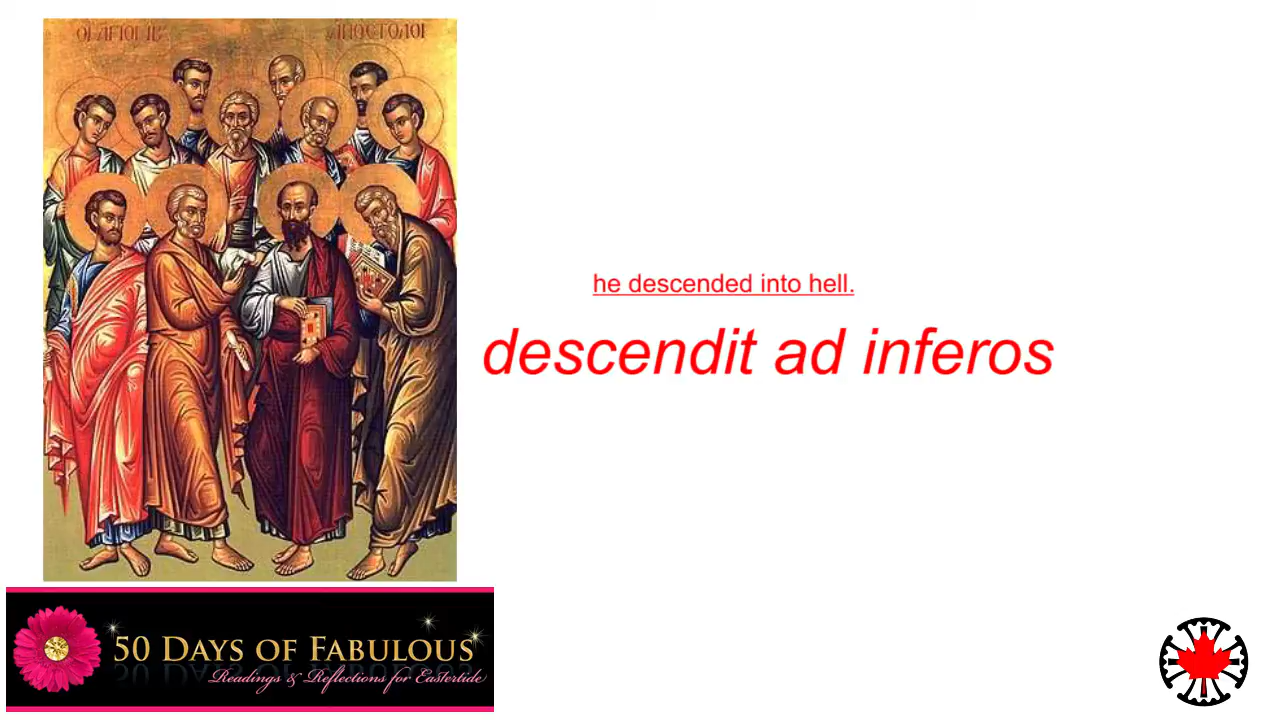 ΟΙ ΑΓΙΟΙ ΙΒ ΑΠΟΣΤΟΛΟΙ
he descended into hell.
descendit ad inferos
50 Days of Fabulous
Readings & Reflections for Eastertide